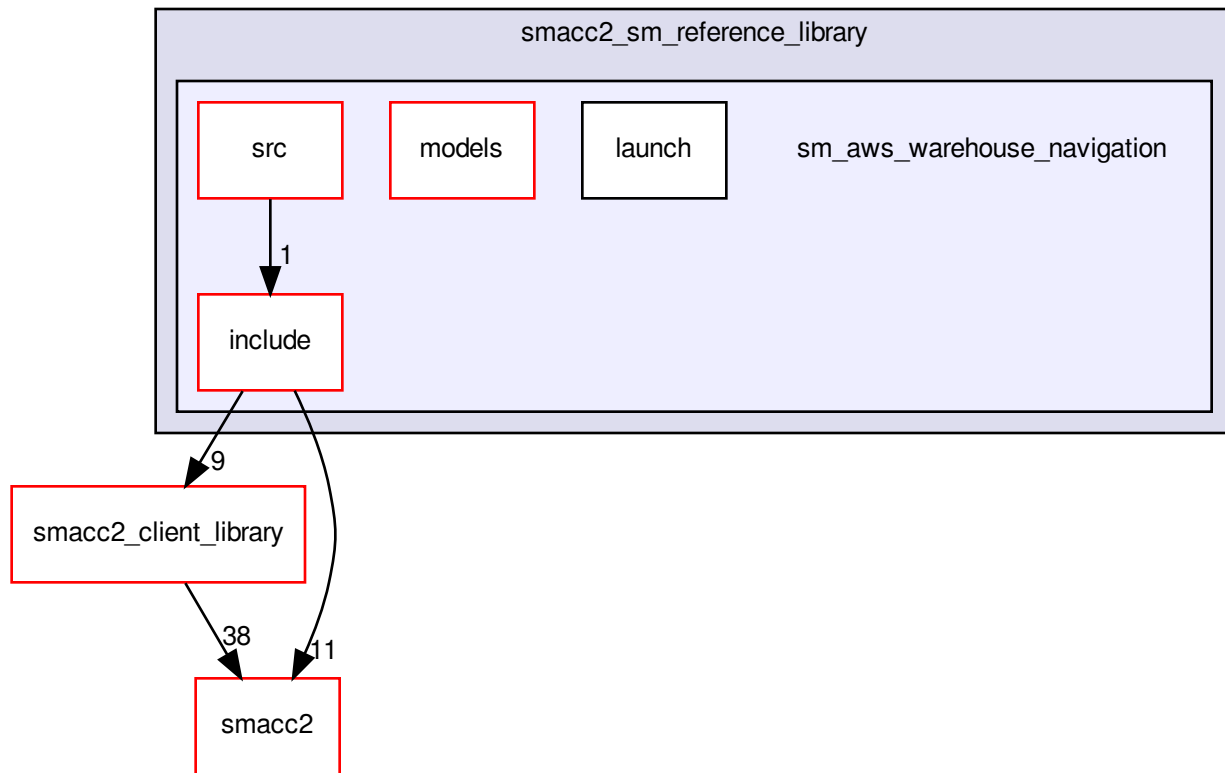 smacc2_sm_reference_library
src
models
launch
sm_aws_warehouse_navigation
1
include
9
smacc2_client_library
38
11
smacc2